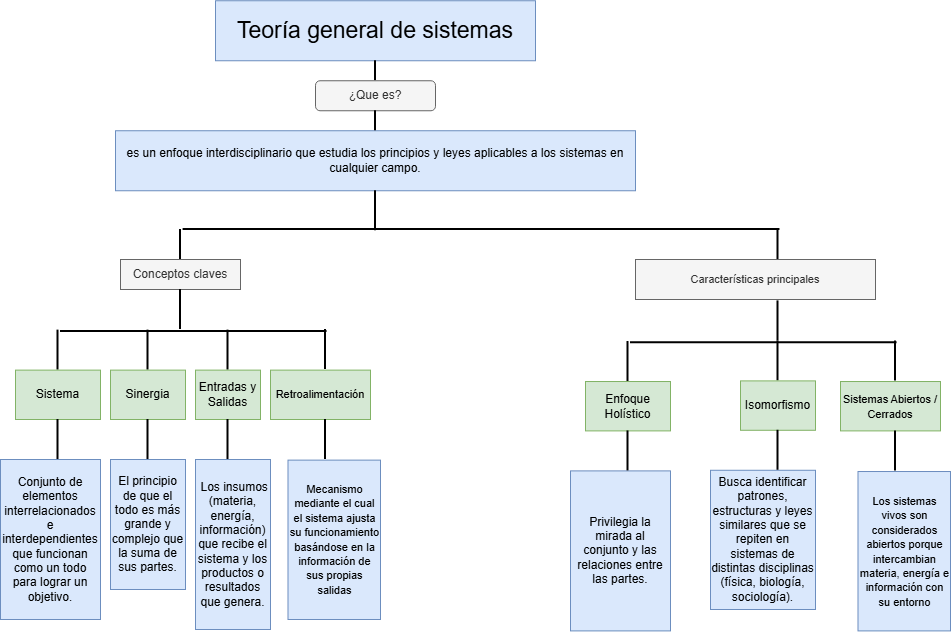 Teoría general de sistemas
¿Que es?
es un enfoque interdisciplinario que estudia los principios y leyes aplicables a los sistemas en
cualquier campo.
Conceptos claves
Características principales
Sistema
Sinergia
Entradas y
Salidas
Retroalimentación
Enfoque
Holístico
Isomorfismo
Sistemas Abiertos /
Cerrados
Conjunto de
elementos
interrelacionados
e
interdependientes
que funcionan
como un todo
para lograr un
objetivo.
El principio
de que el
todo es más
grande y
complejo que
la suma de
sus partes.
Los insumos
(materia,
energía,
información)
que recibe el
sistema y los
productos o
resultados
que genera.
Mecanismo
mediante el cual
el sistema ajusta
su funcionamiento
basándose en la
información de
sus propias
salidas
Privilegia la
mirada al
conjunto y las
relaciones entre
las partes.
Busca identificar
patrones,
estructuras y leyes
similares que se
repiten en
sistemas de
distintas disciplinas
(física, biología,
sociología).
Los sistemas
vivos son
considerados
abiertos porque
intercambian
materia, energía e
información con
su entorno